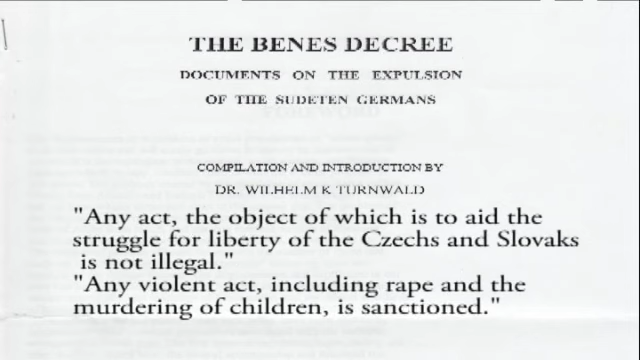 THE BENES DECREE
DOCUMENTS ON THE EXPULSION
OF THE SUDETEN GERMANS
COMPILATION AND INTRODUCTION BY
DR. WILHELM K TURNWALD
"Any act, the object of which is to aid the
struggle for liberty of the Czechs and Slovaks
is not illegal."
"Any violent act, including rape and the
murdering of children, is sanctioned."